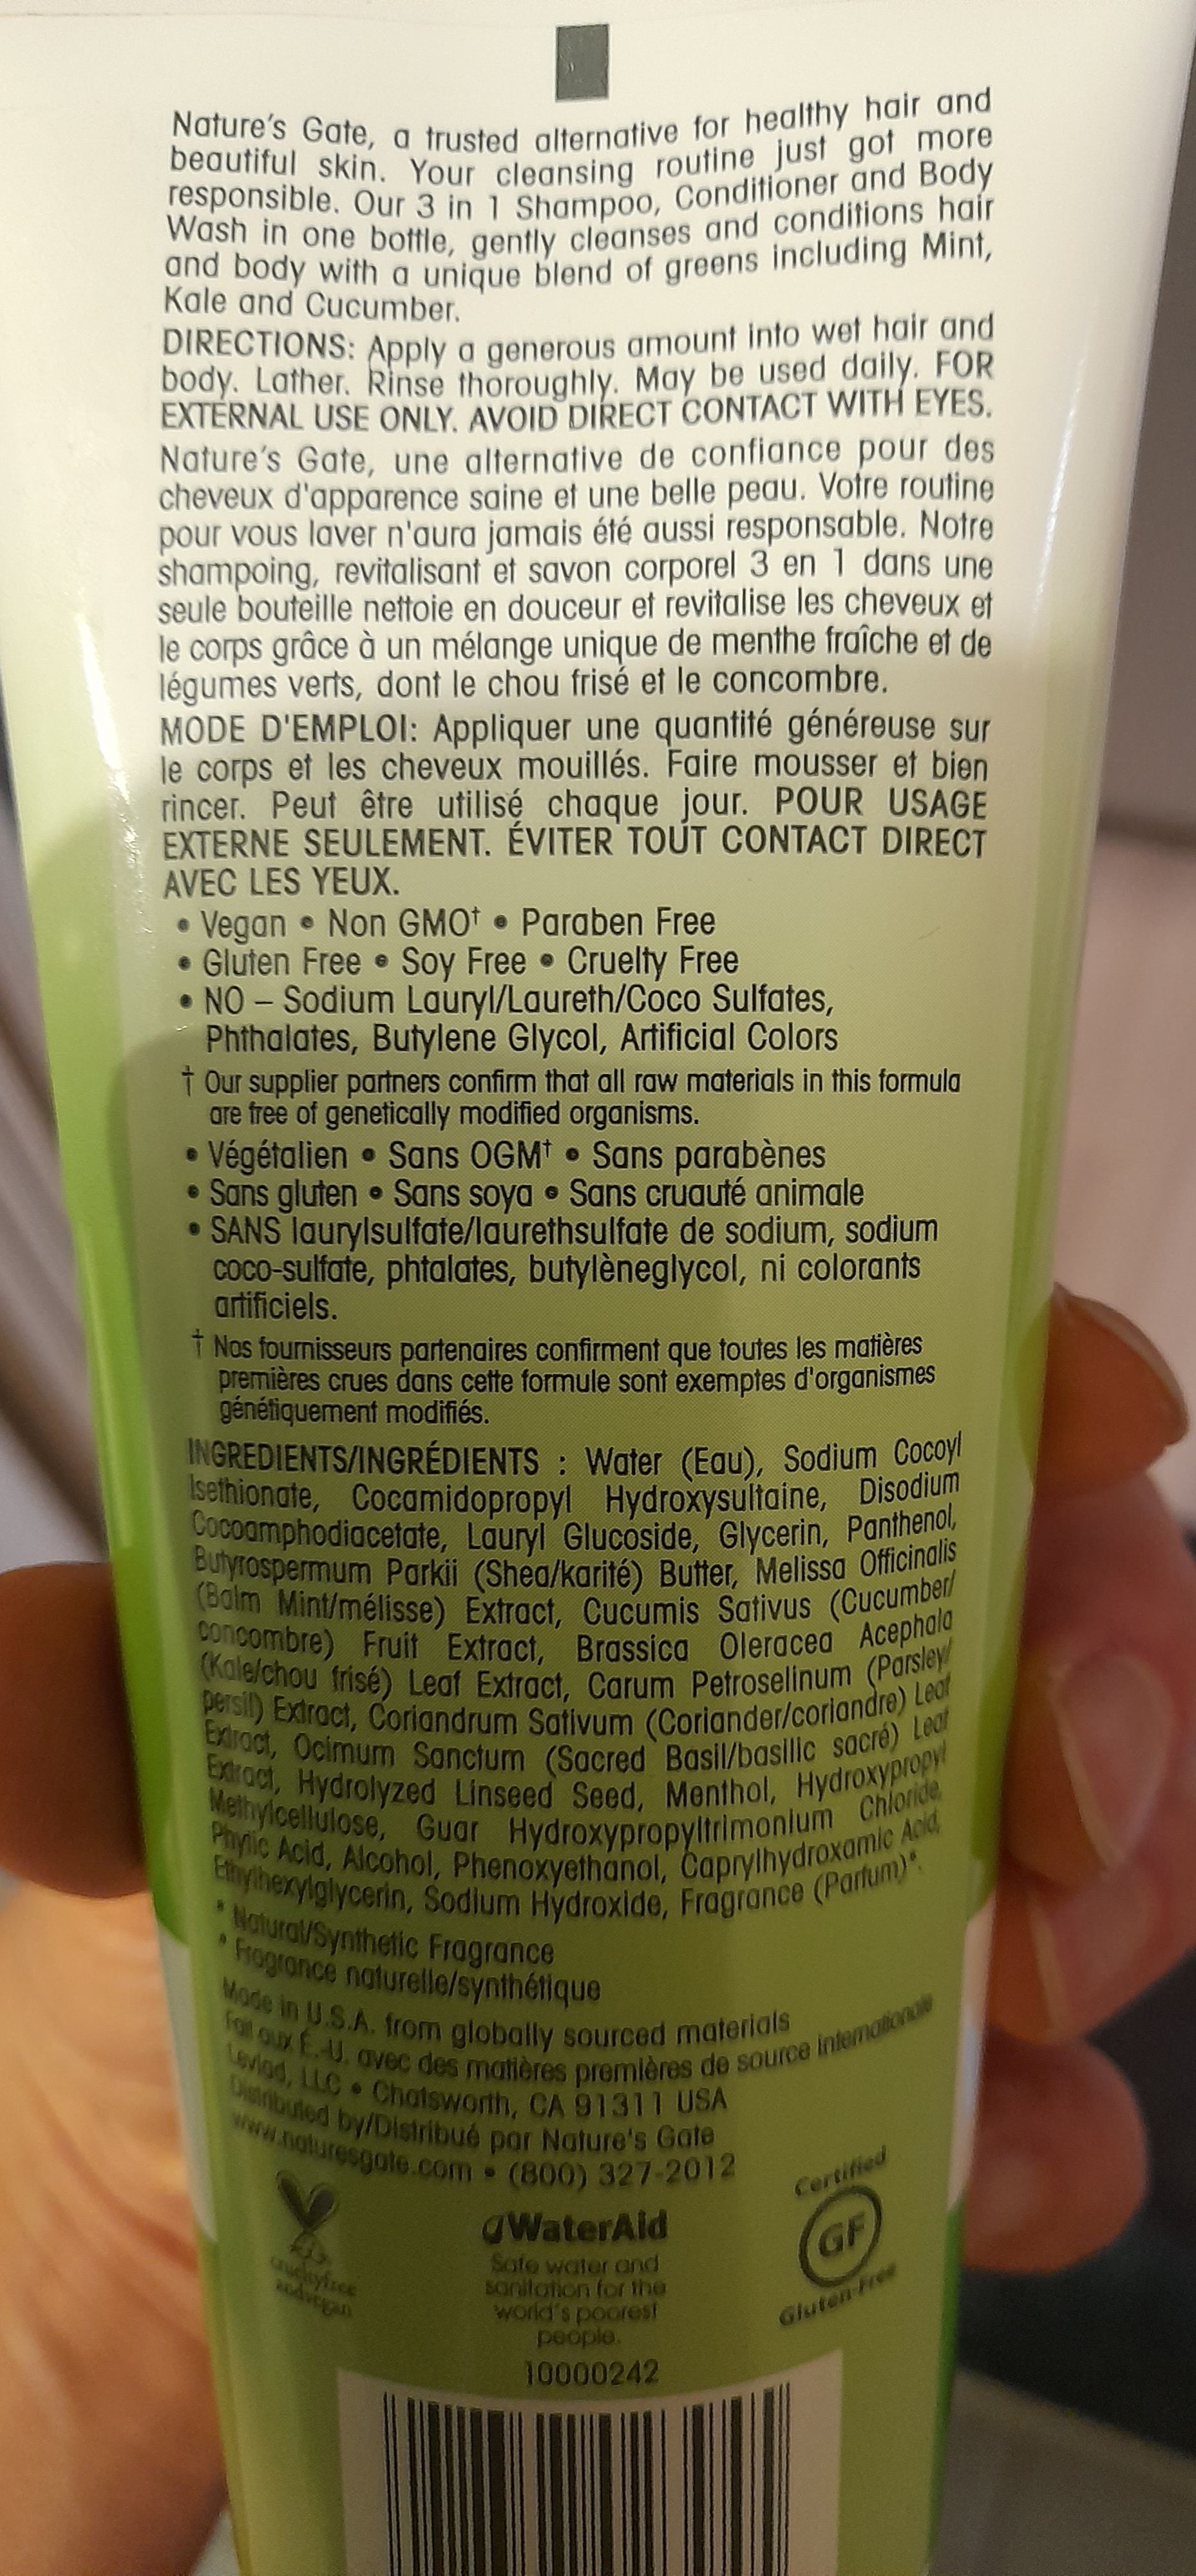 Nature's Gate, a trusted alternative for healthy hair and
beautiful skin. Your cleansing routine just got more
responsible. Our 3 in 1 Shampoo, Conditioner and Body
Wash in one bottle, gently cleanses and conditions hair
and body with a unique blend of greens including Mint,
Kale and Cucumber.
DIRECTIONS: Apply a generous amount into wet hair and
body. Lather. Rinse thoroughly. May be used daily. FOR
EXTERNAL USE ONLY. AVOID DIRECT CONTACT WITH EYES.
Nature's Gate, une alternative de confiance pour des
cheveux d'apparence saine et une belle peau. Votre routine
pour vous laver n'aura jamais été aussi responsable. Notre
shampoing, revitalisant et savon corporel 3 en 1 dans une
seule bouteille nettoie en douceur et revitalise les cheveux et
le corps grâce à un mélange unique de menthe fraîche et de
légumes verts, dont le chou frisé et le concombre.
MODE D'EMPLOI: Appliquer une quantité généreuse sur
le corps et les cheveux mouillés. Faire mousser et bien
rincer. Peut être utilisé chaque jour. POUR USAGE
EXTERNE SEULEMENT. ÉVITER TOUT CONTACT DIRECT
AVEC LES YEUX.
• Vegan • Non GMO† • Paraben Free
• Gluten Free • Soy Free • Cruelty Free
• NO – Sodium Lauryl/Laureth/Coco Sulfates,
Phthalates, Butylene Glycol, Artificial Colors
† Our supplier partners confirm that all raw materials in this formula
are free of genetically modified organisms.
• Végétalien • Sans OGM† • Sans parabènes
• Sans gluten • Sans soya • Sans cruauté animale
• SANS laurylsulfate/laurethsulfate de sodium, sodium
coco-sulfate, phtalates, butylèneglycol, ni colorants
artificiels.
† Nos fournisseurs partenaires confirment que toutes les matières
premières crues dans cette formule sont exemptes d'organismes
génétiquement modifiés.
INGREDIENTS/INGRÉDIENTS : Water (Eau), Sodium Cocoyl
Isethionate, Cocamidopropyl Hydroxysultaine, Disodium
Cocoamphodiacetate, Lauryl Glucoside, Glycerin, Panthenol,
Butyrospermum Parkii (Shea/karité) Butter, Melissa Officinalis
(Balm Mint/mélisse) Extract, Cucumis Sativus (Cucumber/
concombre) Fruit Extract, Brassica Oleracea Acephala
(Kale/chou frisé) Leaf Extract, Carum Petroselinum (Parsley/
persil) Extract, Coriandrum Sativum (Coriander/coriandre) Leaf
Extract, Ocimum Sanctum (Sacred Basil/basilic sacré) Leaf
Extract, Hydrolyzed Linseed Seed, Menthol, Hydroxypropyl
Methylcellulose, Guar Hydroxypropyltrimonium Chloride,
Phytic Acid, Alcohol, Phenoxyethanol, Caprylhydroxamic Acid,
Ethylhexylglycerin, Sodium Hydroxide, Fragrance (Parfum)*.
* Natural/Synthetic Fragrance
* Fragrance naturelle/synthétique
Made in U.S.A. from globally sourced materials
Fait aux É.-U. avec des matières premières de source internationale
Levlad, LLC • Chatsworth, CA 91311 USA
Distributed by/Distribué par Nature's Gate
www.naturesgate.com • (800) 327-2012
crueltyfree
andvegan
WaterAid
Safe water and
sanitation for the
world's poorest
people.
Certified
GF
Gluten-Free
10000242